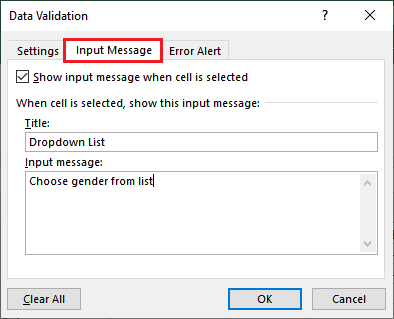 Data Validation ? ×
Settings Input Message Error Alert
Show input message when cell is selected
When cell is selected, show this input message:
Title:
Dropdown List
Input message:
Choose gender from list
Clear All OK Cancel